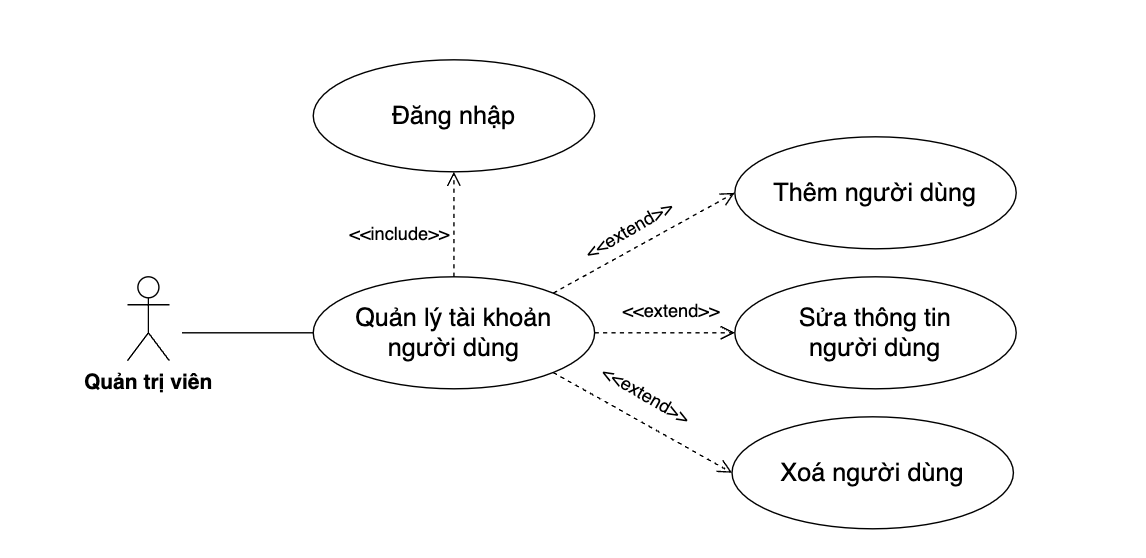 Đăng nhập
Thêm người dùng
<<include>>
<<extend>>
Quản lý tài khoản
người dùng
<<extend>>
Sửa thông tin
người dùng
Quản trị viên
<<extend>>
Xoá người dùng